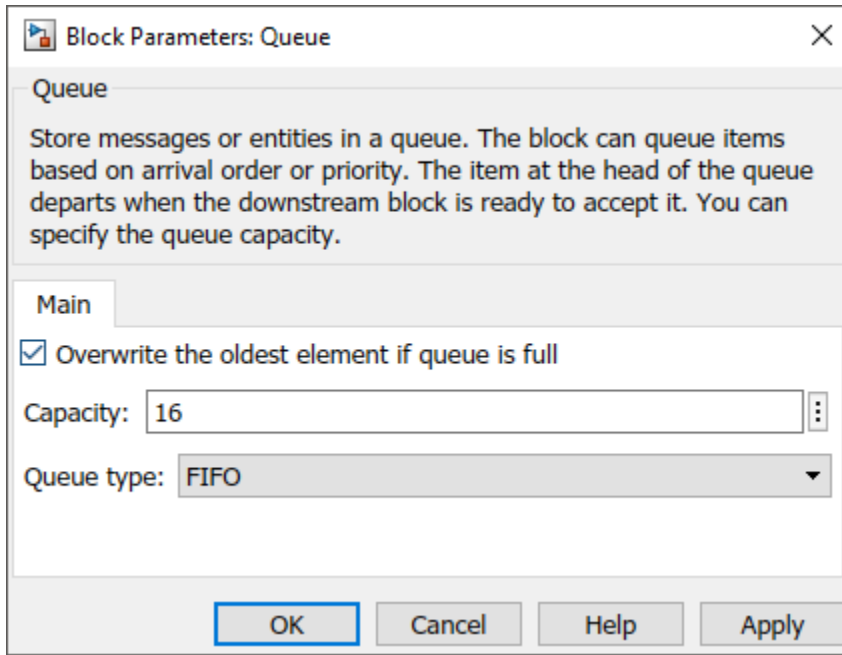 Block Parameters: Queue
Queue
Store messages or entities in a queue. The block can queue items
based on arrival order or priority. The item at the head of the queue
departs when the downstream block is ready to accept it. You can
specify the queue capacity.
Main
Overwrite the oldest element if queue is full
Capacity: 16
Queue type: FIFO
OK Cancel Help Apply